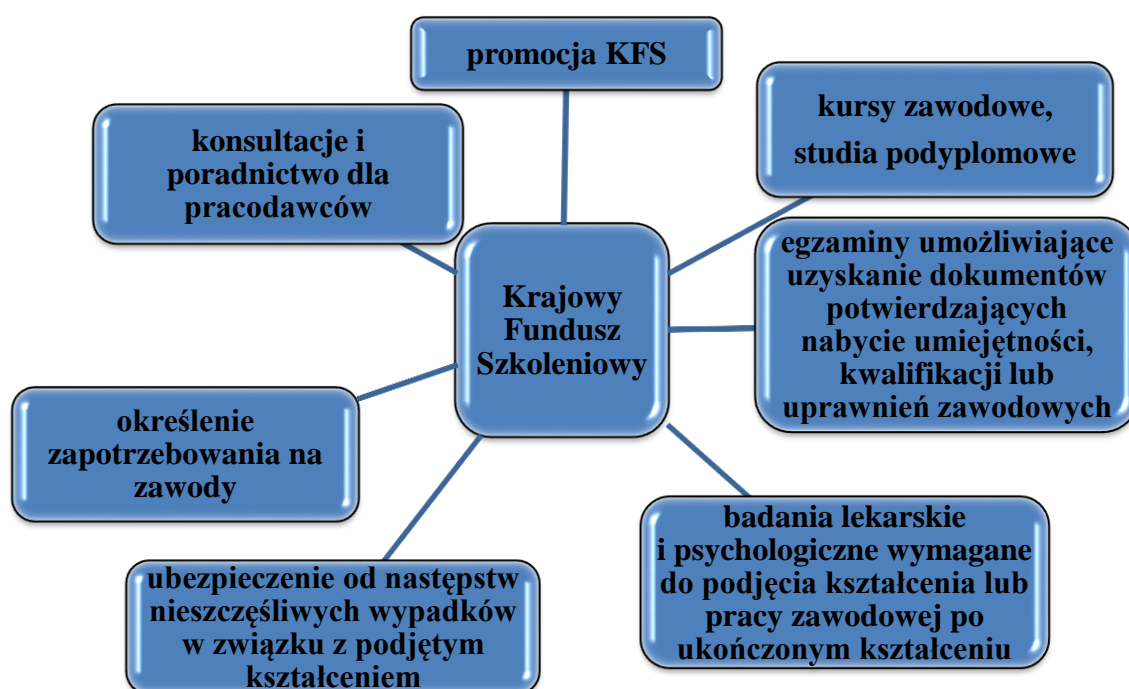 promocja KFS
kursy zawodowe,
studia podyplomowe
konsultacje i
poradnictwo dla
pracodawców
egzaminy umożliwiające
uzyskanie dokumentów
potwierdzających
nabycie umiejętności,
kwalifikacji lub
uprawnień zawodowych
Krajowy
Fundusz
Szkoleniowy
określenie
zapotrzebowania na
zawody
badania lekarskie
i psychologiczne wymagane
do podjęcia kształcenia lub
pracy zawodowej po
ukończonym kształceniu
ubezpieczenie od następstw
nieszczęśliwych wypadków
w związku z podjętym
kształceniem